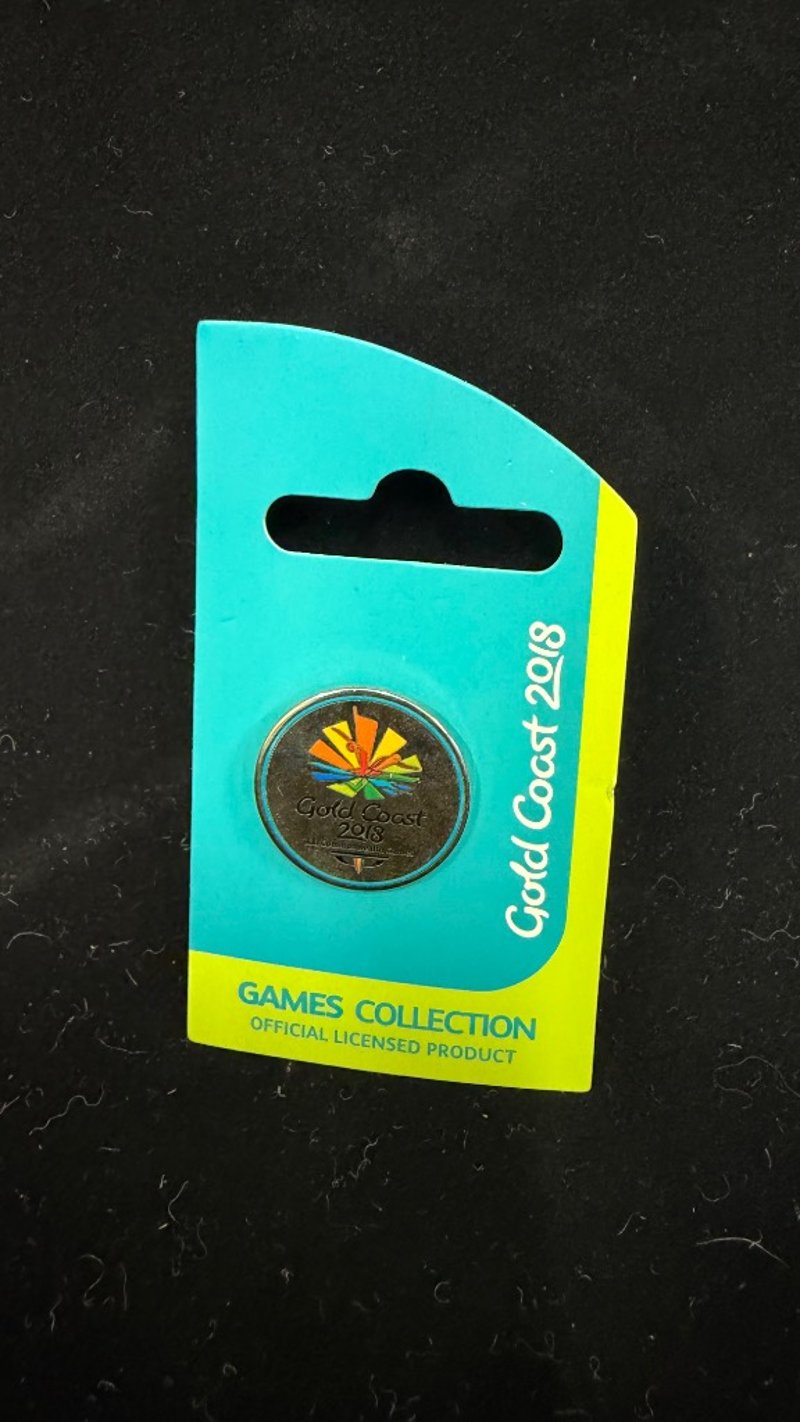 Gold Coast 2018
Gold Coast
2018
GAMES COLLECTION
OFFICIAL LICENSED PRODUCT